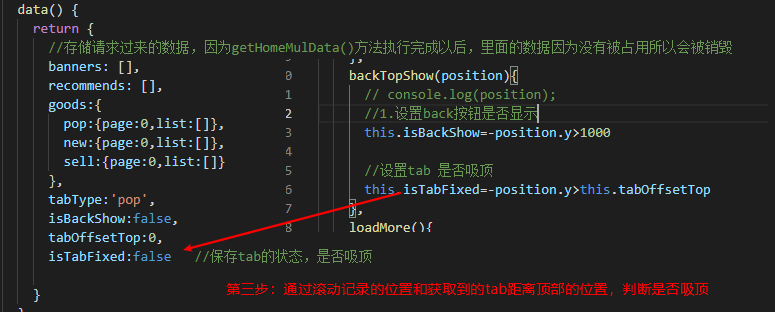 data() {
return {
//存储请求过来的数据，因为getHomeMulData()方法执行完成以后，里面的数据因为没有被占用所以会被销毁
banners: [],
recommends: [],
goods:{
pop:{page:0,list:[]},
new:{page:0,list:[]},
sell:{page:0,list:[]}
},
tabType:'pop',
isBackShow:false,
tabOffsetTop:0,
isTabFixed:false //保存tab的状态，是否吸顶
}
0 backTopShow(position){
1 // console.log(position);
2 //1.设置back按钮是否显示
3 this.isBackShow=-position.y>1000
4
5 //设置tab 是否吸顶
6 this.isTabFixed=-position.y>this.tabOffsetTop
7 },
8 loadMore(){
第三步：通过滚动记录的位置和获取到的tab距离顶部的位置，判断是否吸顶